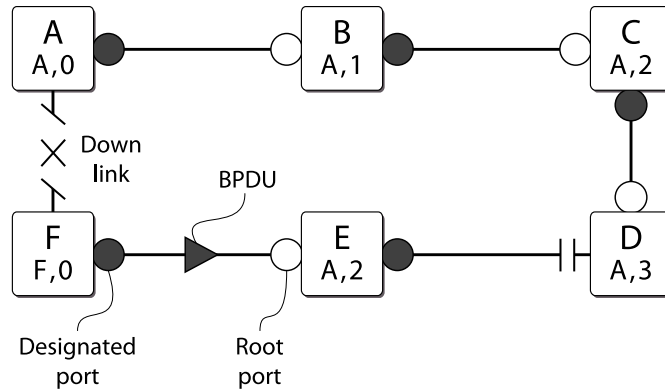 A
A,0
B
A,1
C
A,2
Down
link
BPDU
F
F,0
E
A,2
D
A,3
Designated
port
Root
port